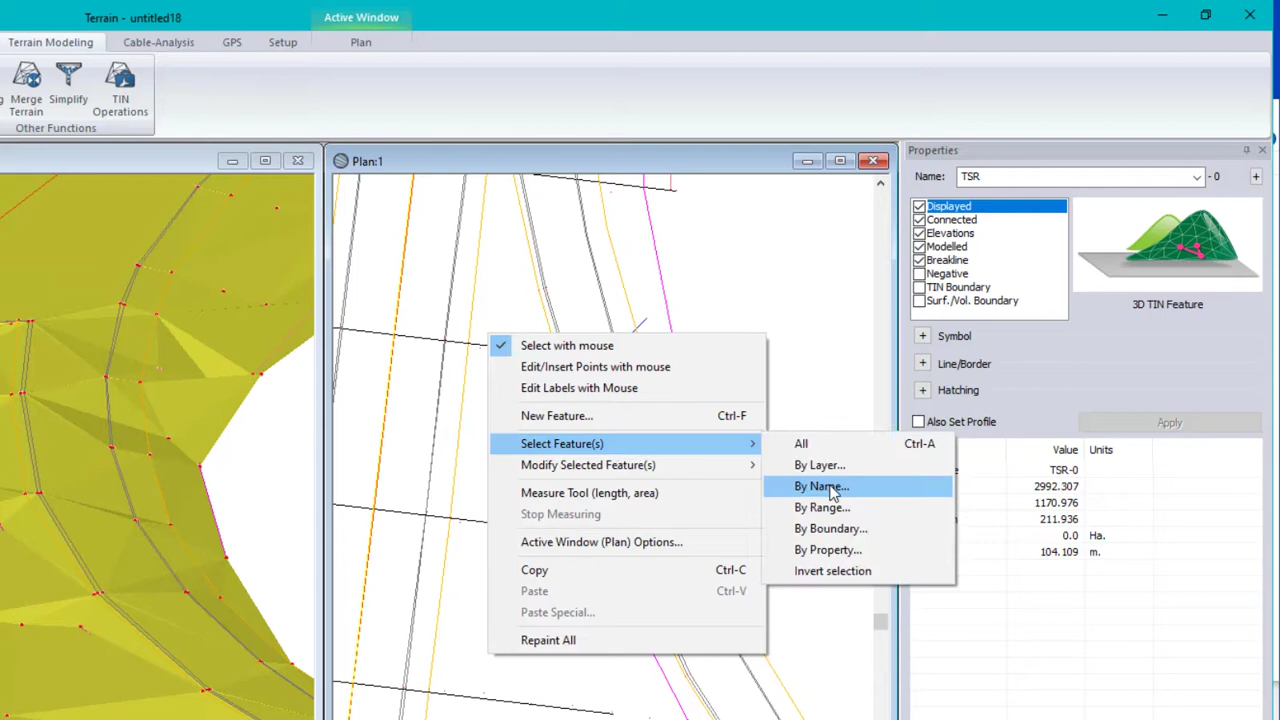 Terrain - untitled18
Active Window
Terrain Modeling
Cable-Analysis
GPS
Setup
Plan
Merge Terrain
Simplify
TIN Operations
Other Functions
Plan:1
Select with mouse
Edit/Insert Points with mouse
Edit Labels with Mouse
New Feature... Ctrl-F
Select Feature(s)
Modify Selected Feature(s)
Measure Tool (length, area)
Stop Measuring
Active Window (Plan) Options...
Copy Ctrl-C
Paste Ctrl-V
Paste Special...
Repaint All
All Ctrl-A
By Layer...
By Name...
By Range...
By Boundary...
By Property...
Invert selection
Properties
Name: TSR - 0 +
Displayed
Connected
Elevations
Modelled
Breakline
Negative
TIN Boundary
Surf./Vol. Boundary
3D TIN Feature
+ Symbol
+ Line/Border
+ Hatching
Also Set Profile
Apply
Value Units
TSR-0
2992.307
1170.976
211.936
0.0 Ha.
104.109 m.